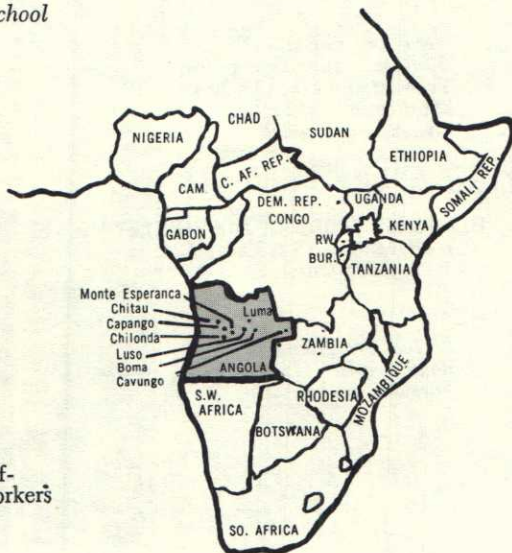 chool
CHAD
NIGERIA
SUDAN
C. AF. REP.
ETHIOPIA
CAM.
SOMALI REP.
DEM. REP.
CONGO
UGANDA
GABON
KENYA
RW.
BUR.
TANZANIA
Monte Esperanca
Chitau
Luma
Capango
Chilonda
ZAMBIA
Luso
Boma
ANGOLA
Cavungo
MOZAMBIQUE
S.W.
AFRICA
RHODESIA
BOTSWANA
f-
orkers
SO. AFRICA